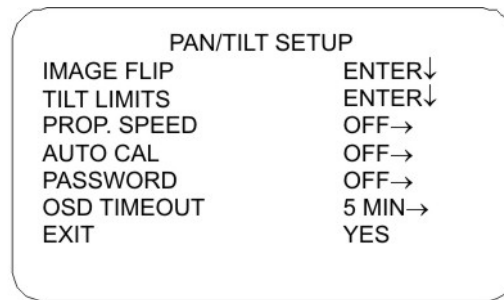 PAN/TILT SETUP
IMAGE FLIP ENTER↓
TILT LIMITS ENTER↓
PROP. SPEED OFF→
AUTO CAL OFF→
PASSWORD OFF→
OSD TIMEOUT 5 MIN→
EXIT YES